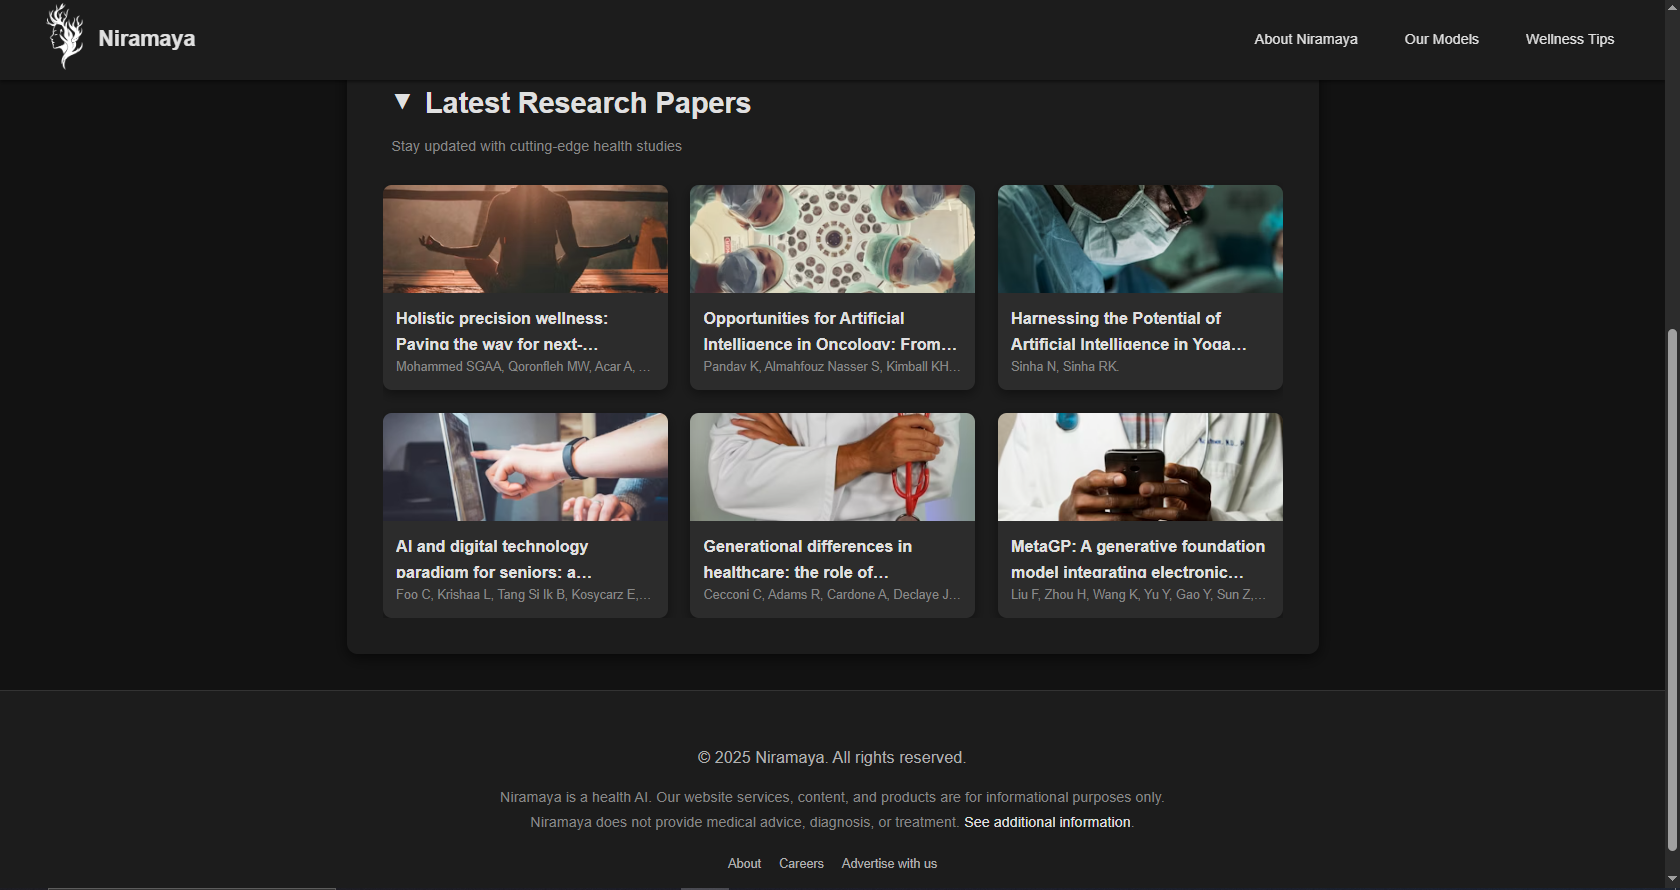 Niramaya
About Niramaya
Our Models
Wellness Tips
▼ Latest Research Papers
Stay updated with cutting-edge health studies
Holistic precision wellness:
Paving the way for next-...
Mohammed SGAA, Qoronfleh MW, Acar A, ...
Opportunities for Artificial
Intelligence in Oncology: From...
Pandav K, Almahfouz Nasser S, Kimball KH...
Harnessing the Potential of
Artificial Intelligence in Yoga...
Sinha N, Sinha RK.
AI and digital technology
paradigm for seniors: a...
Foo C, Krishaa L, Tang Si Ik B, Kosycarz E,...
Generational differences in
healthcare: the role of...
Cecconi C, Adams R, Cardone A, Declaye J...
MetaGP: A generative foundation
model integrating electronic...
Liu F, Zhou H, Wang K, Yu Y, Gao Y, Sun Z,...
© 2025 Niramaya. All rights reserved.
Niramaya is a health AI. Our website services, content, and products are for informational purposes only.
Niramaya does not provide medical advice, diagnosis, or treatment. See additional information.
About
Careers
Advertise with us